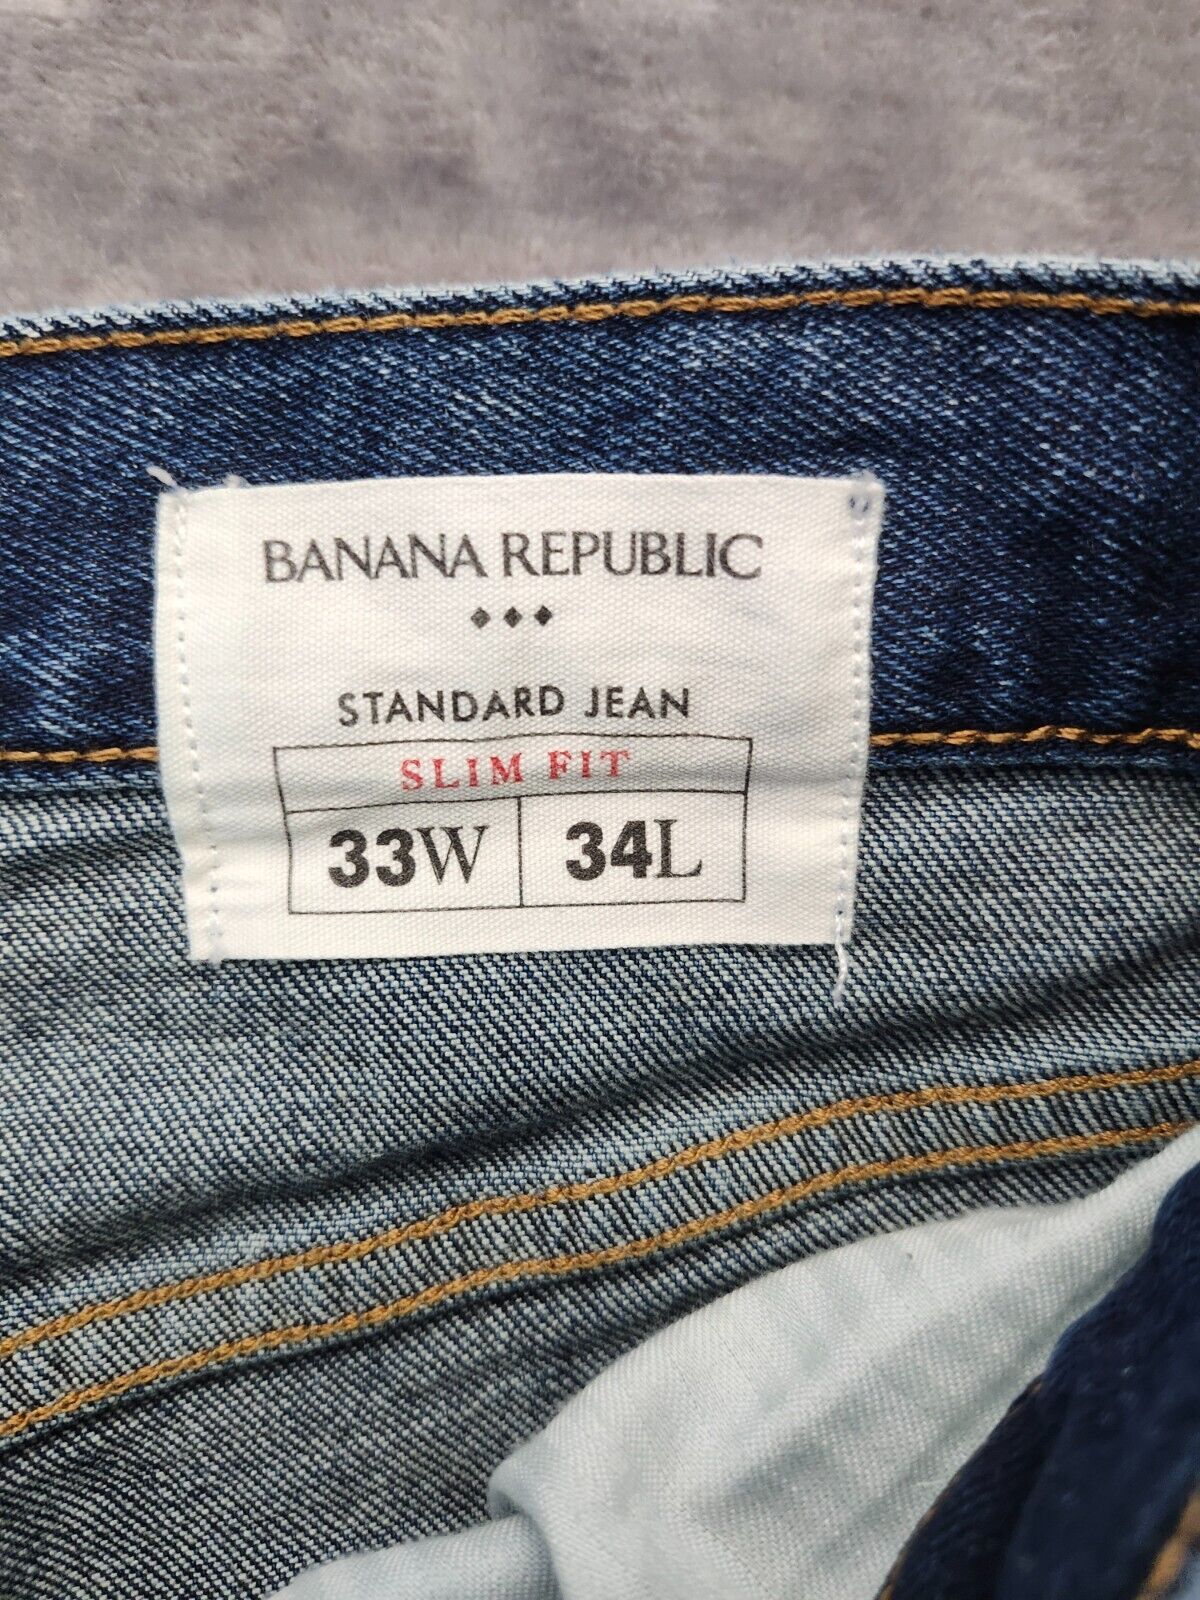 BANANA REPUBLIC
◆◆◆
STANDARD JEAN
SLIM FIT
33W 34L